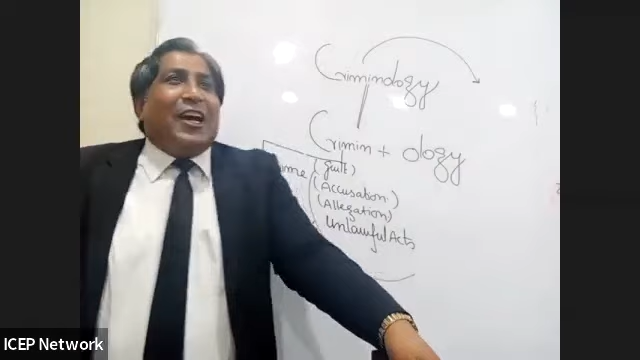 Criminology
Crimin + ology
(guilt)
(Accusation)
(Allegation)
Unlawful Acts
ICEP Network